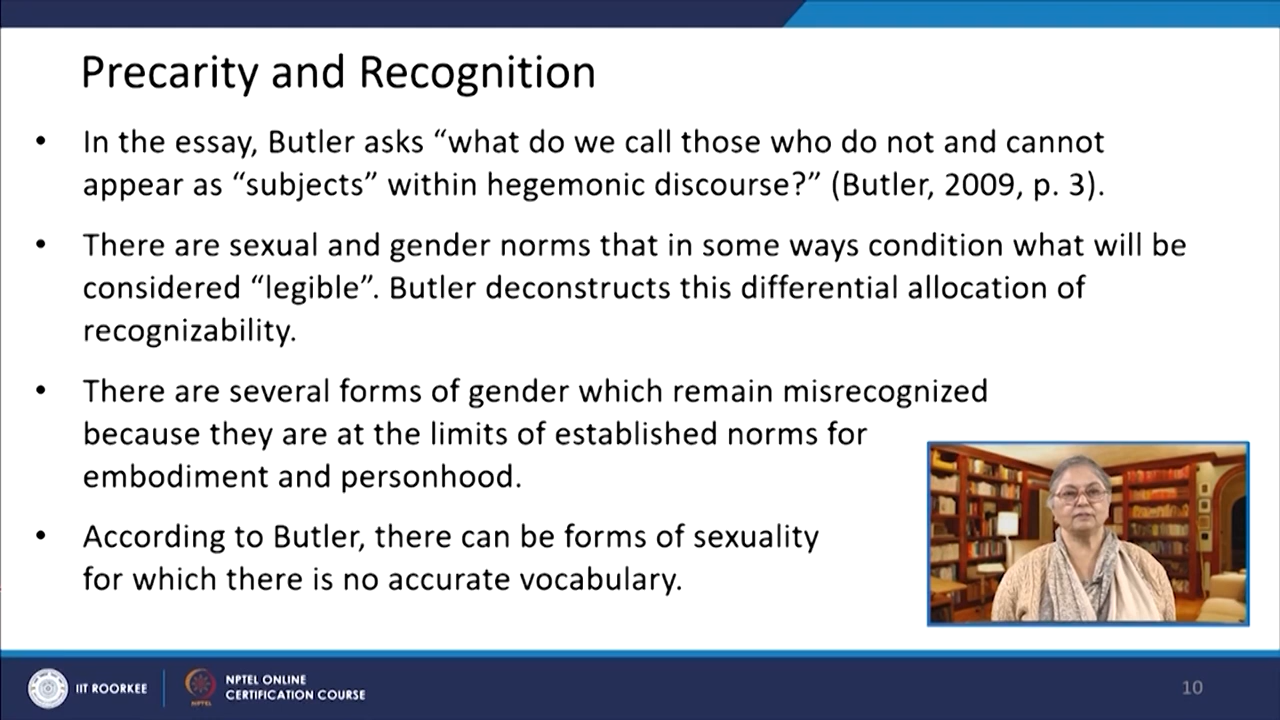 Precarity and Recognition
• In the essay, Butler asks “what do we call those who do not and cannot
appear as “subjects” within hegemonic discourse?” (Butler, 2009, p. 3).
• There are sexual and gender norms that in some ways condition what will be
considered “legible”. Butler deconstructs this differential allocation of
recognizability.
• There are several forms of gender which remain misrecognized
because they are at the limits of established norms for
embodiment and personhood.
• According to Butler, there can be forms of sexuality
for which there is no accurate vocabulary.
IIT ROORKEE
NPTEL
NPTEL ONLINE
CERTIFICATION COURSE
10